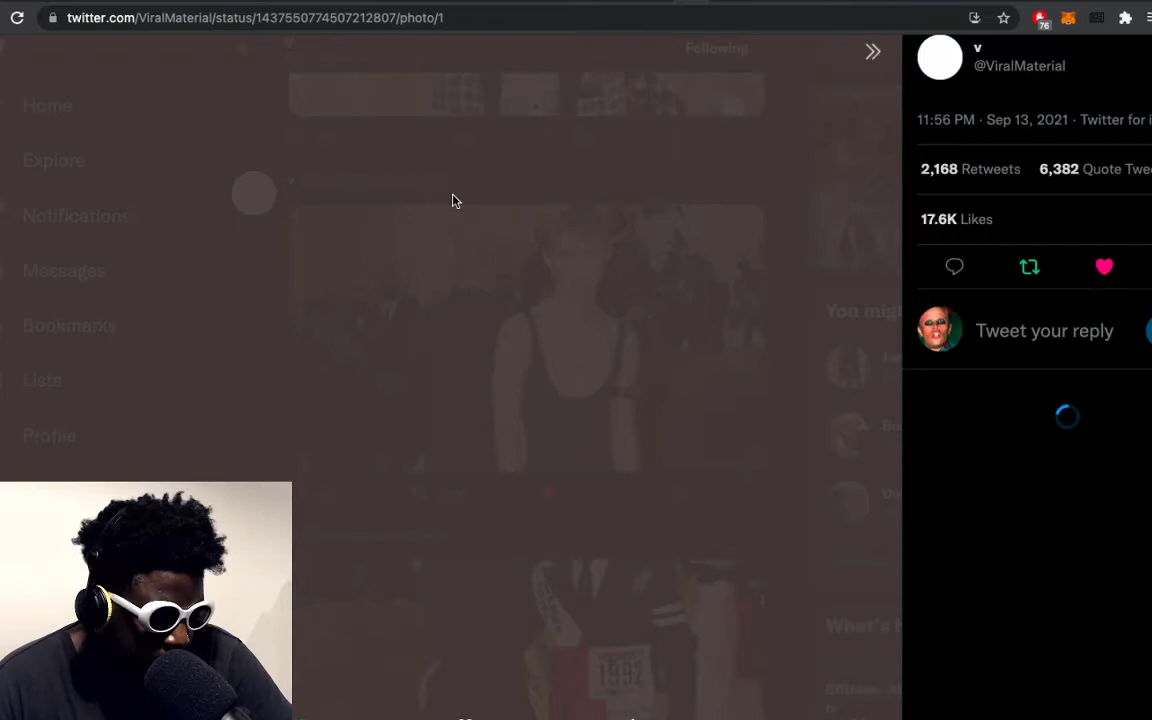 twitter.com/ViralMaterial/status/1437550774507212807/photo/1
76
Following
Home
Explore
Notifications
Messages
Bookmarks
Lists
Profile
You mig
What's h
1992
v
@ViralMaterial
11:56 PM · Sep 13, 2021 · Twitter for i
2,168 Retweets 6,382 Quote Twee
17.6K Likes
Tweet your reply